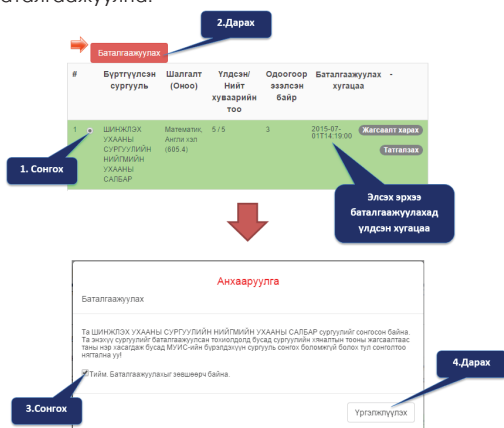 баталгаажуулна.
2.Дарах
Баталгаажуулах
# Бүртгүүлсэн сургууль Шалгалт (Оноо) Үлдсэн/ Нийт хуваарийн тоо Одоогоор эзэлсэн байр Баталгаажуулах хугацаа -
1 ШИНЖЛЭХ УХААНЫ СУРГУУЛИЙН НИЙГМИЙН УХААНЫ САЛБАР Математик, Англи хэл (605.4) 5 / 5 3 2015-07-01T14:19:00 Жагсаалт харах
Татгалзах
1. Сонгох
Элсэх эрхээ
баталгаажуулахад
үлдсэн хугацаа
Анхааруулга
Баталгаажуулах
Та ШИНЖЛЭХ УХААНЫ СУРГУУЛИЙН НИЙГМИЙН УХААНЫ САЛБАР сургуулийг сонгосон байна.
Та энэхүү сургуулийг баталгаажуулсан тохиолдолд бусад сургуулийн хяналтын тооны жагсаалтаас
таны нэр хасагдаж бусад МУИС-ийн бүрэлдэхүүн сургууль сонгох боломжгүй болох тул сонголтоо
нягтална уу!
Тийм. Баталгаажуулахыг зөвшөөрч байна.
3.Сонгох
4.Дарах
Үргэлжлүүлэх